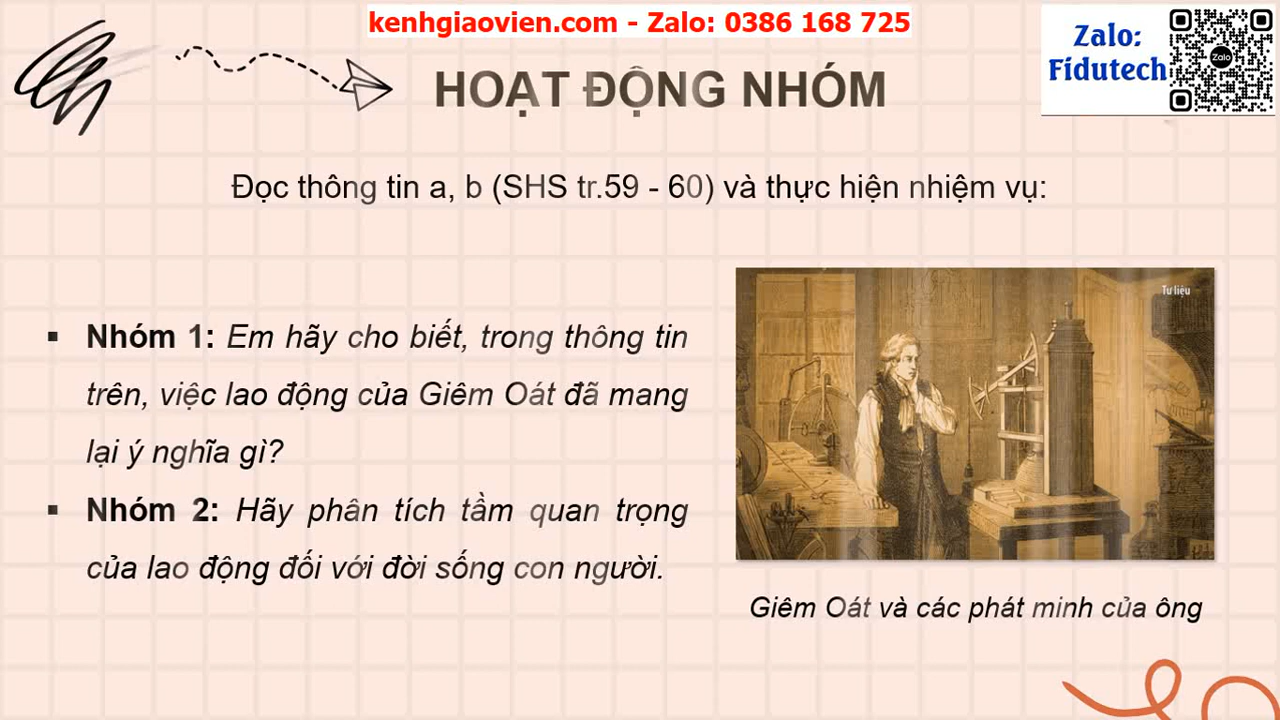 kenhgiaovien.com - Zalo: 0386 168 725
Zalo:
Fidutech
Zalo
HOẠT ĐỘNG NHÓM
Đọc thông tin a, b (SHS tr.59 - 60) và thực hiện nhiệm vụ:
▪ Nhóm 1: Em hãy cho biết, trong thông tin
trên, việc lao động của Giêm Oát đã mang
lại ý nghĩa gì?
▪ Nhóm 2: Hãy phân tích tầm quan trọng
của lao động đối với đời sống con người.
Tư liệu
Giêm Oát và các phát minh của ông